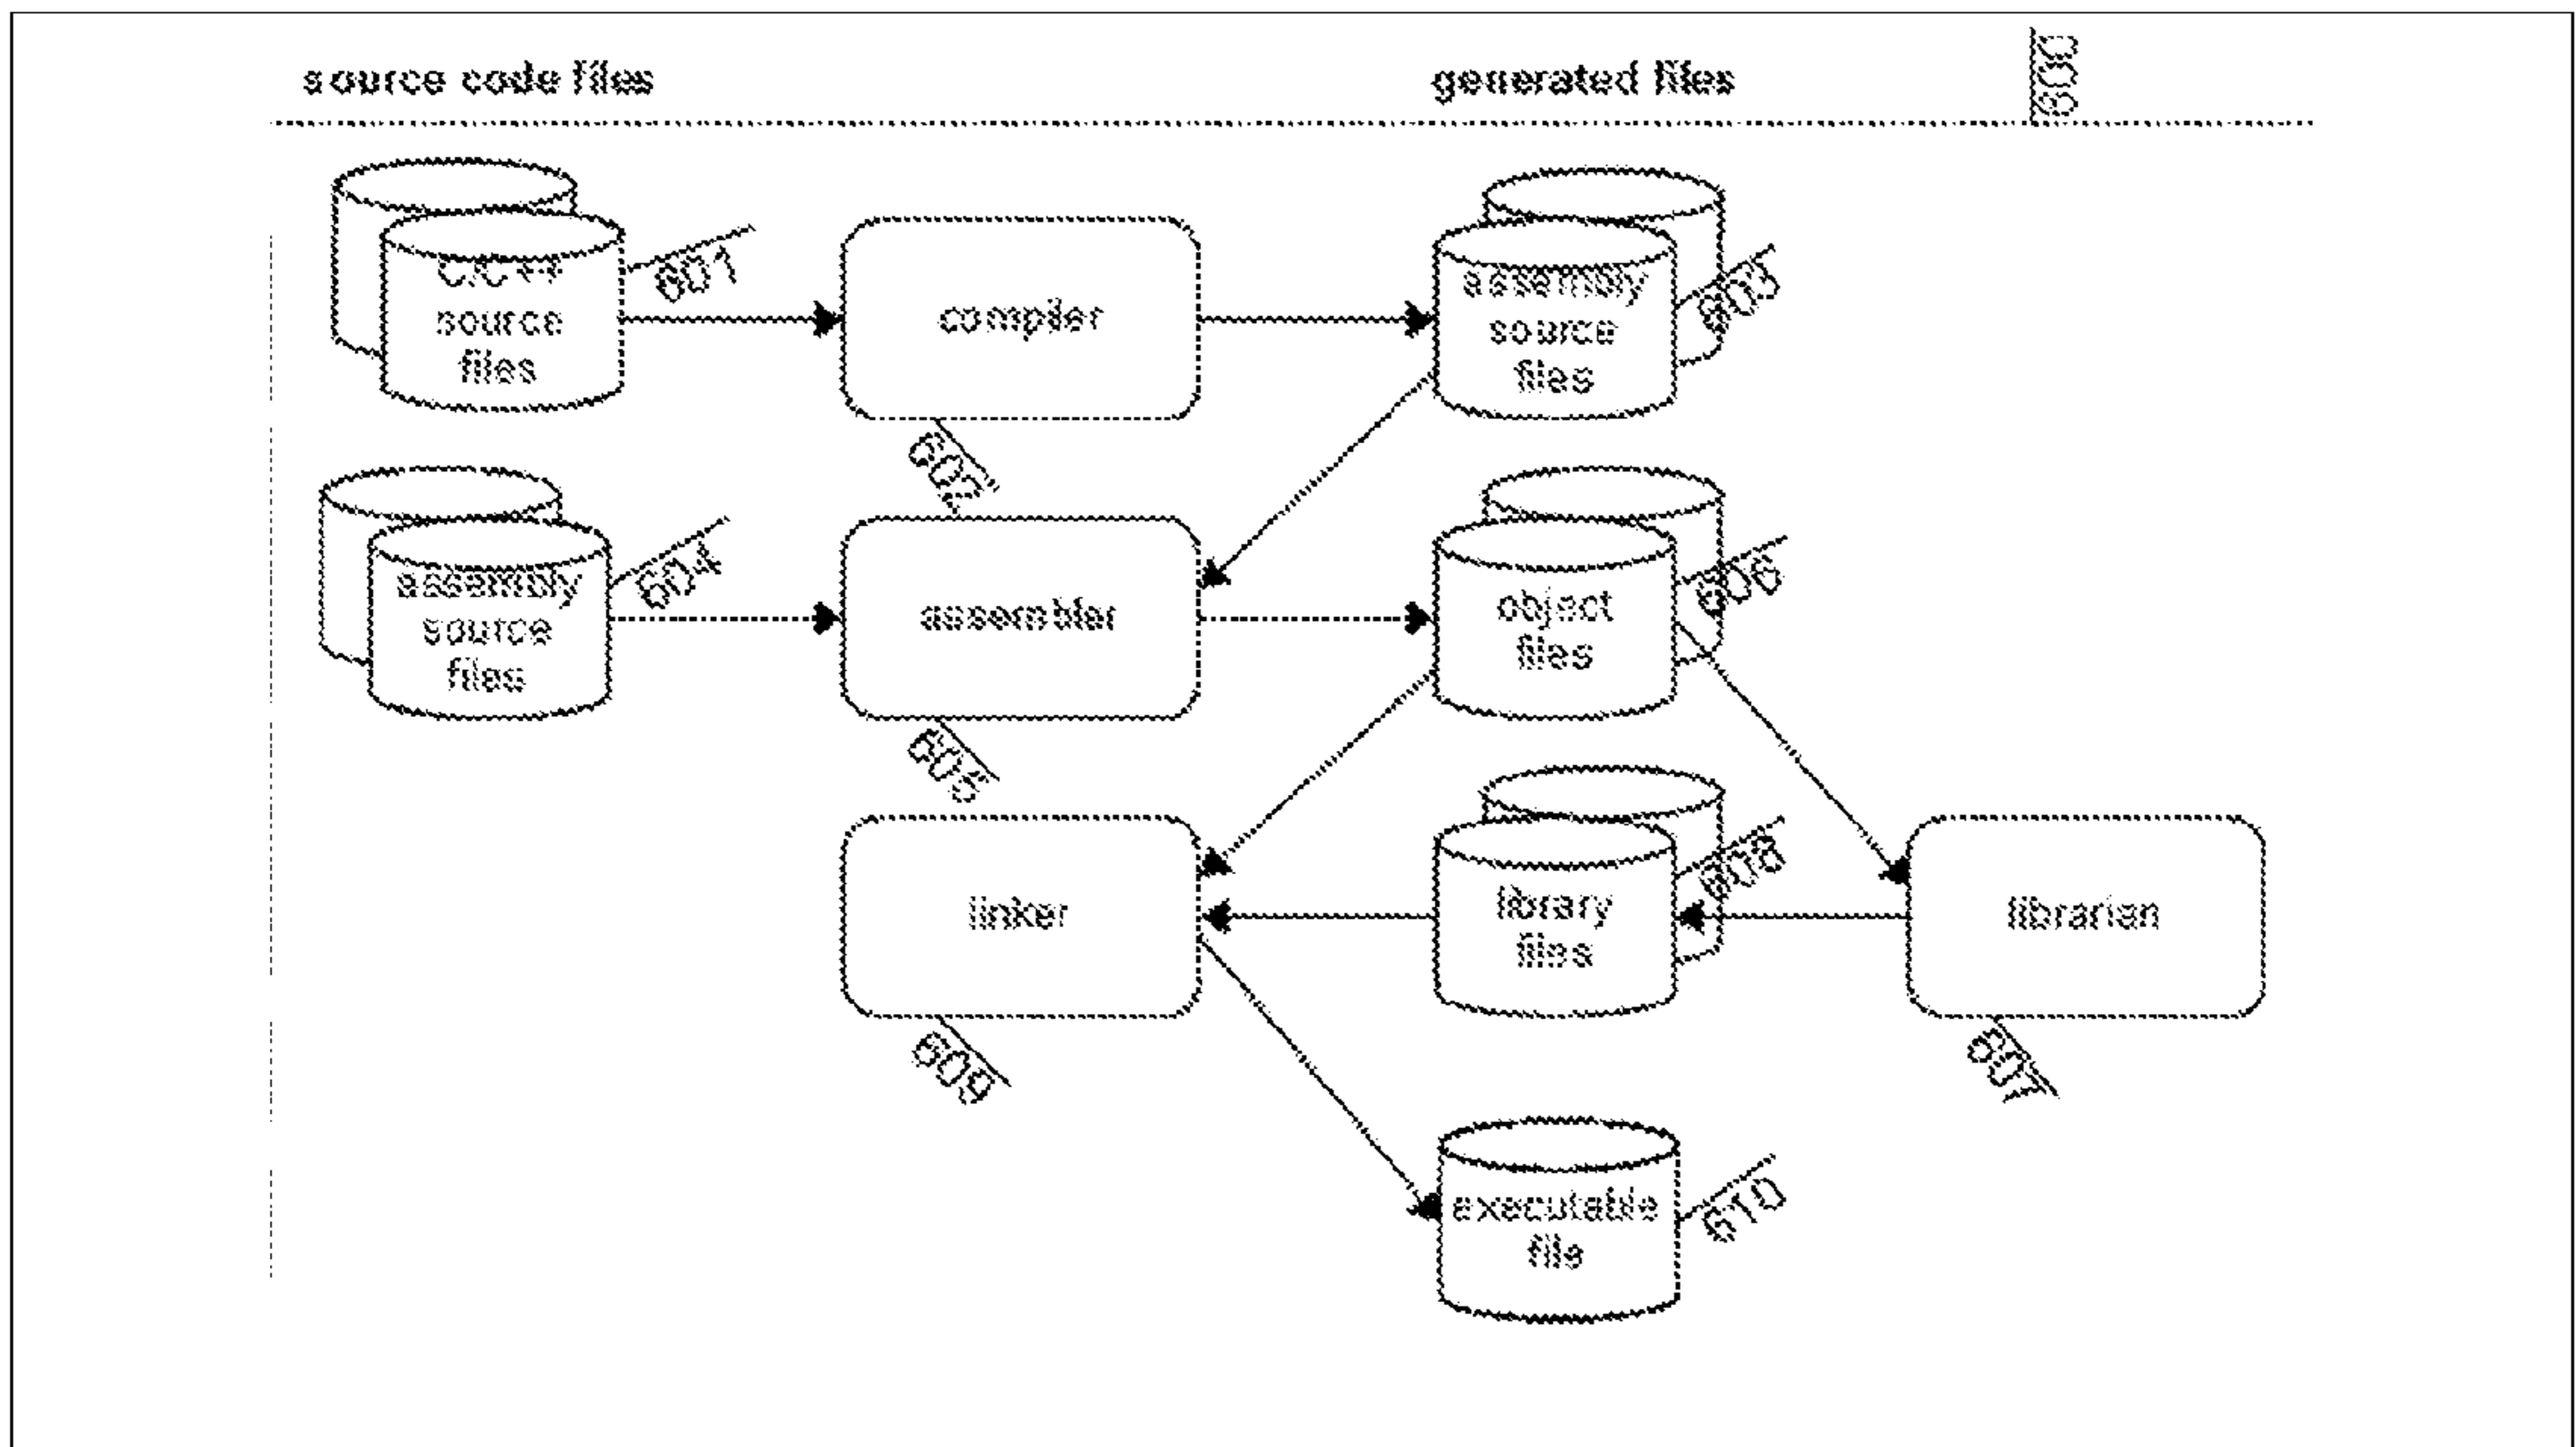 source code files
generated files
600
C/C++
source
files
601
compiler
602
assembly
source
files
603
assembly
source
files
604
assembler
605
object
files
606
linker
609
library
files
608
librarian
607
executable
file
610